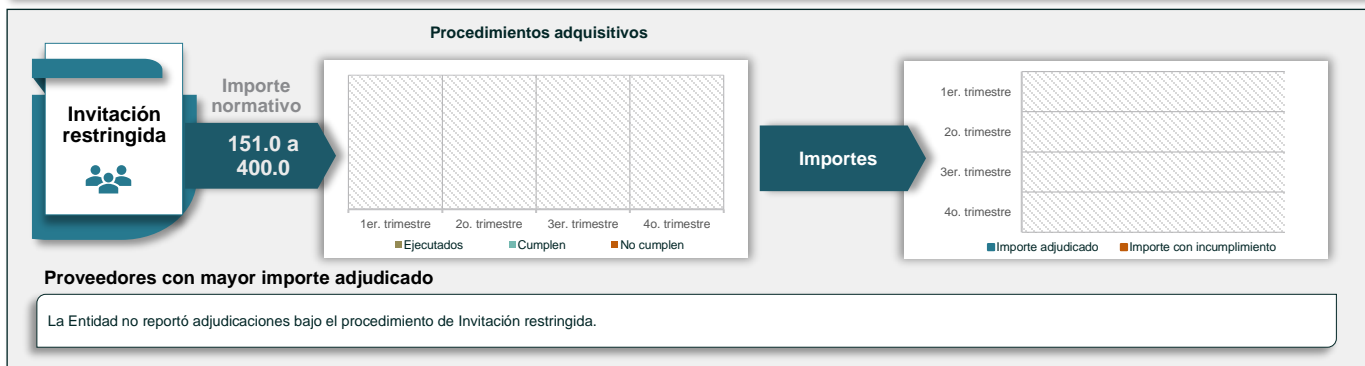 Procedimientos adquisitivos
Invitación
restringida
Importe
normativo
151.0 a
400.0
1er. trimestre
2o. trimestre
3er. trimestre
4o. trimestre
Ejecutados
Cumplen
No cumplen
Importes
1er. trimestre
2o. trimestre
3er. trimestre
4o. trimestre
Importe adjudicado
Importe con incumplimiento
Proveedores con mayor importe adjudicado
La Entidad no reportó adjudicaciones bajo el procedimiento de Invitación restringida.